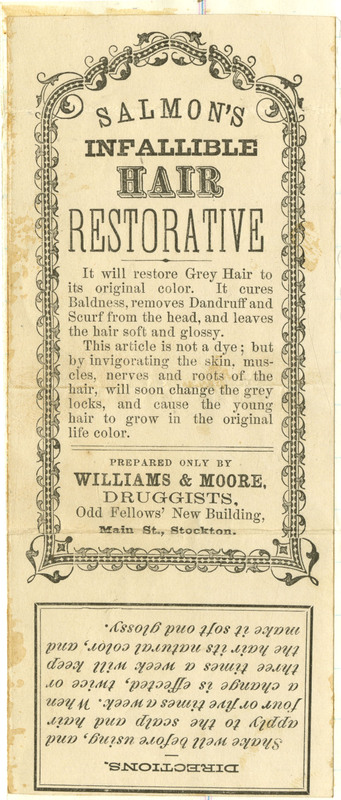 SALMON'S
INFALLIBLE
HAIR
RESTORATIVE
It will restore Grey Hair to
its original color. It cures
Baldness, removes Dandruff and
Scurf from the head, and leaves
the hair soft and glossy.
This article is not a dye; but
by invigorating the skin, mus-
cles, nerves and roots of the
hair, will soon change the grey
locks, and cause the young
hair to grow in the original
life color.
PREPARED ONLY BY
WILLIAMS & MOORE,
DRUGGISTS,
Odd Fellows' New Building,
Main St., Stockton.
DIRECTIONS.
Shake well before using, and
apply to the scalp and hair
four or five times a week. When
a change is effected, twice or
three times a week will keep
the hair its natural color, and
make it soft and glossy.